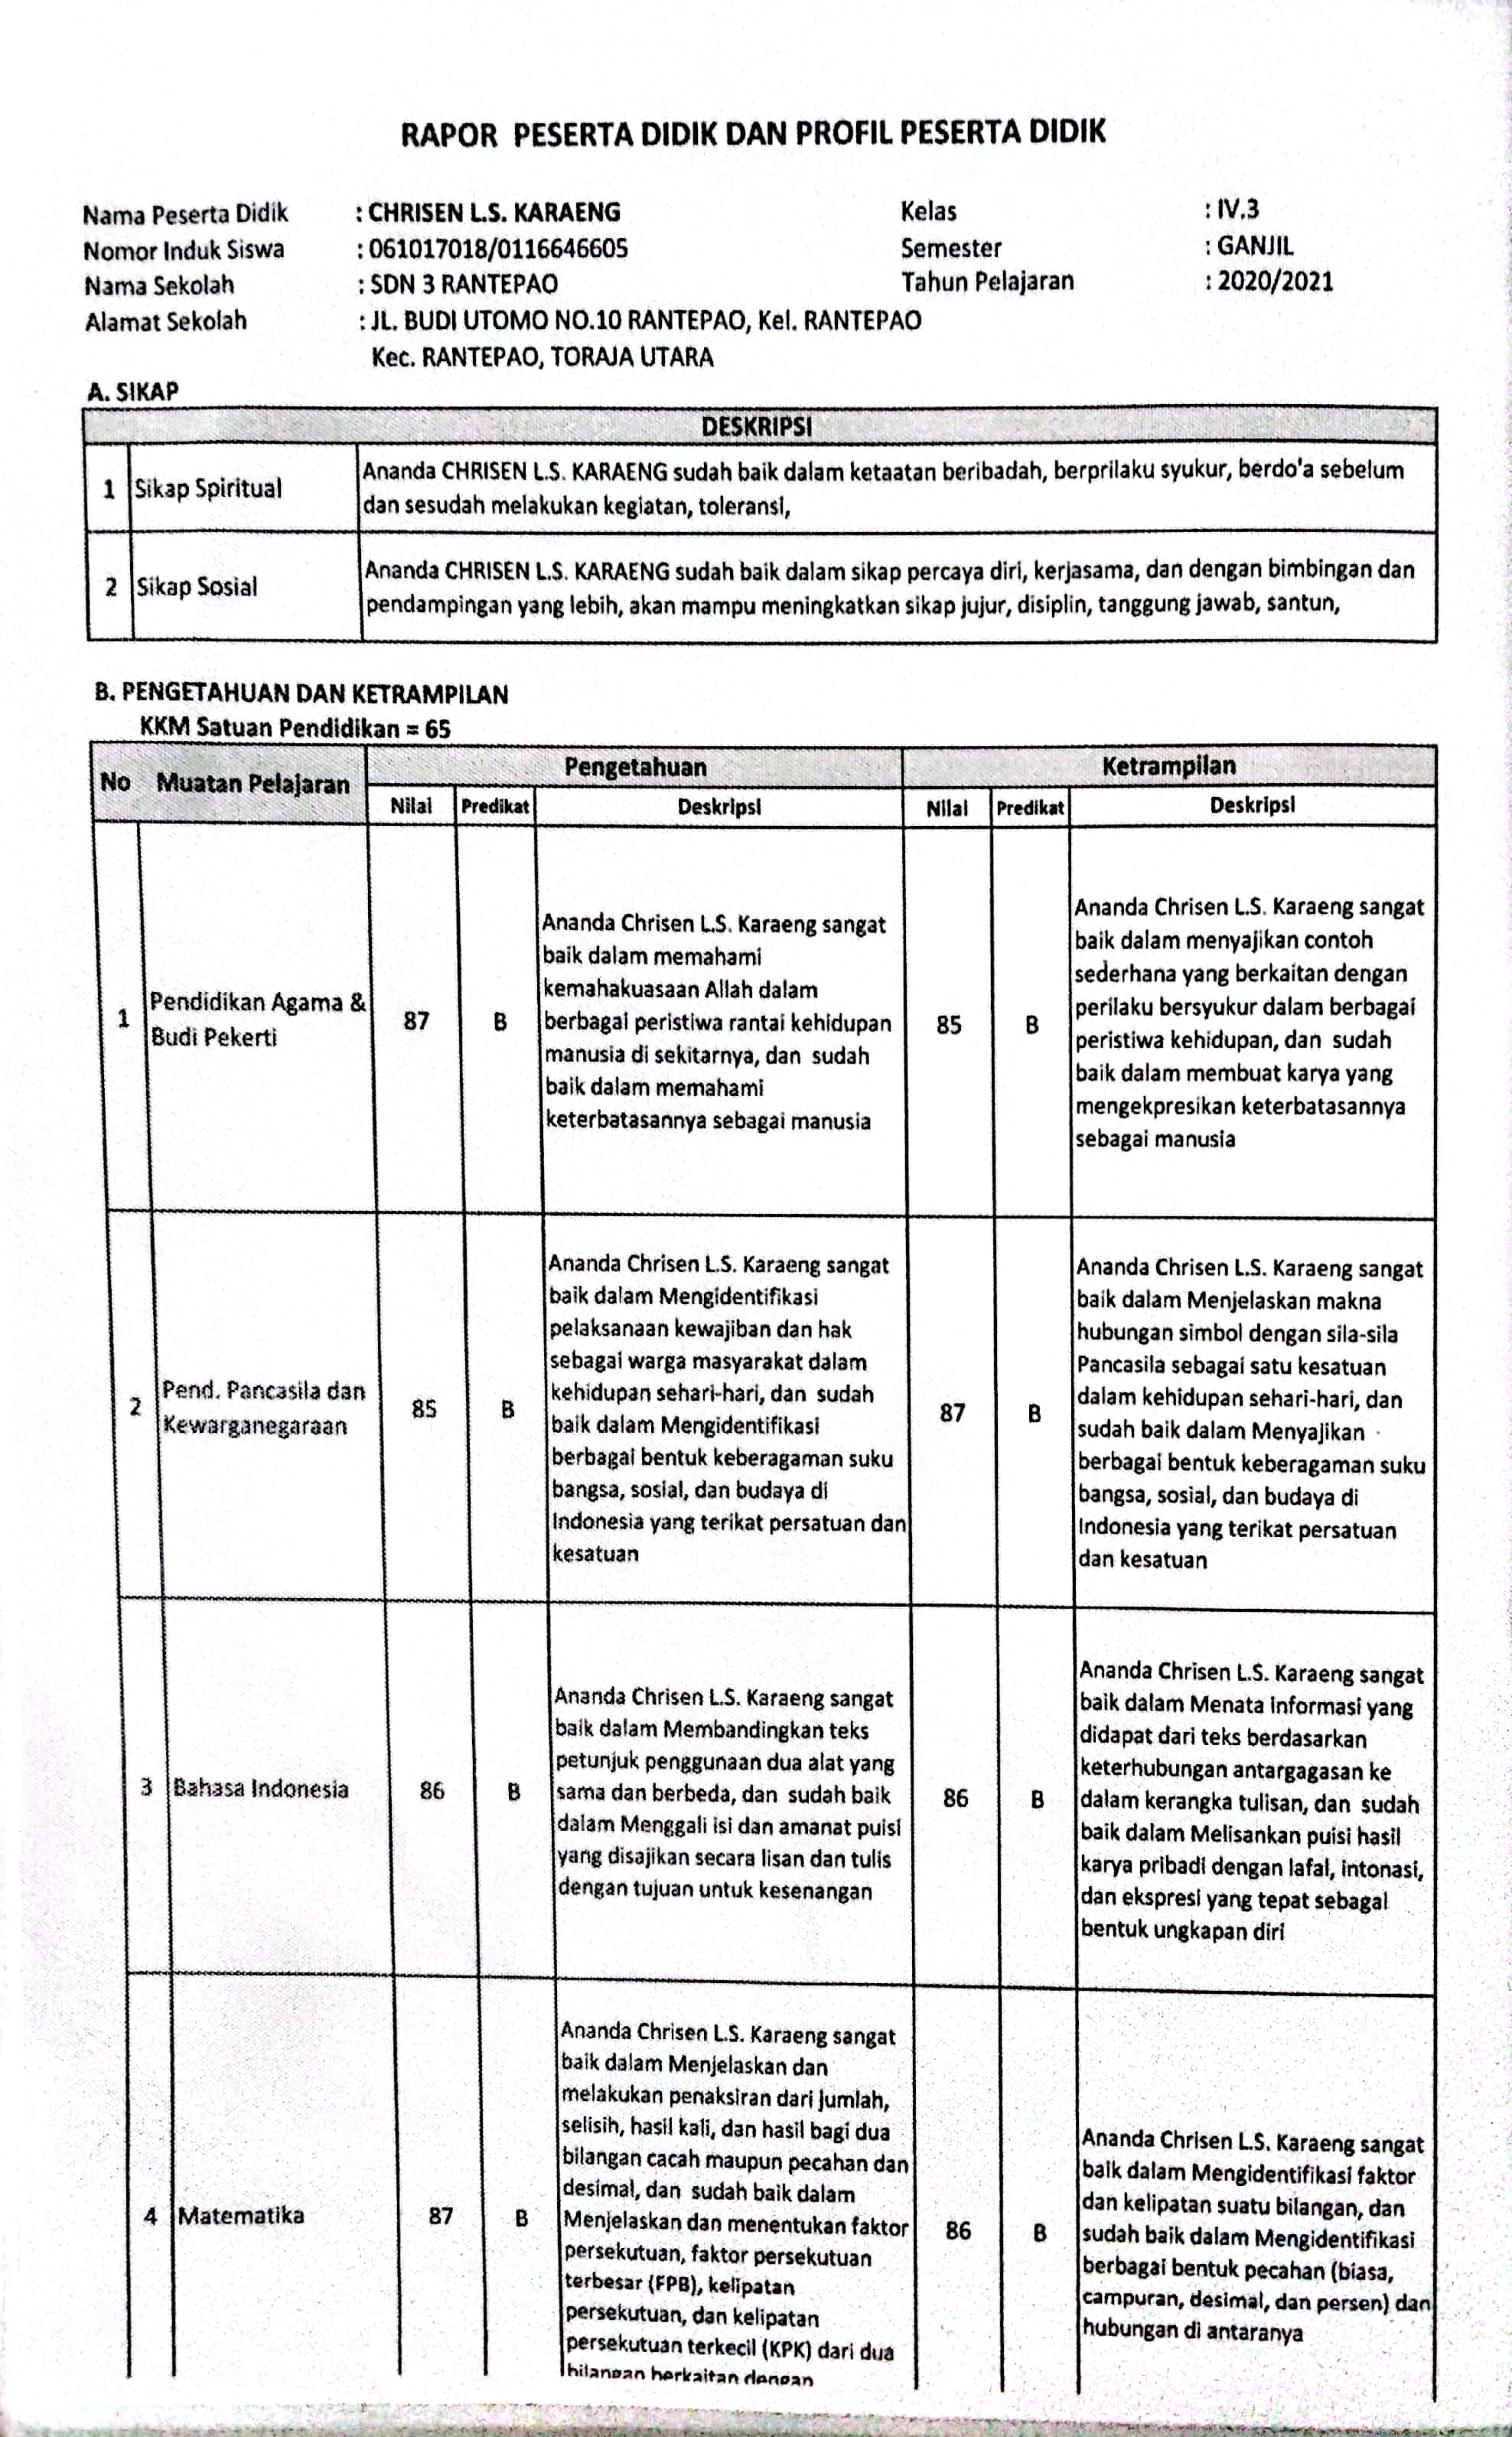 RAPOR PESERTA DIDIK DAN PROFIL PESERTA DIDIK
Nama Peserta Didik : CHRISEN L.S. KARAENG Kelas : IV.3
Nomor Induk Siswa : 061017018/0116646605 Semester : GANJIL
Nama Sekolah : SDN 3 RANTEPAO Tahun Pelajaran : 2020/2021
Alamat Sekolah : JL. BUDI UTOMO NO.10 RANTEPAO, Kel. RANTEPAO
Kec. RANTEPAO, TORAJA UTARA
A. SIKAP
DESKRIPSI
1 Sikap Spiritual
Ananda CHRISEN L.S. KARAENG sudah baik dalam ketaatan beribadah, berprilaku syukur, berdo'a sebelum
dan sesudah melakukan kegiatan, toleransi,
2 Sikap Sosial
Ananda CHRISEN L.S. KARAENG sudah baik dalam sikap percaya diri, kerjasama, dan dengan bimbingan dan
pendampingan yang lebih, akan mampu meningkatkan sikap jujur, disiplin, tanggung jawab, santun,
B. PENGETAHUAN DAN KETRAMPILAN
KKM Satuan Pendidikan = 65
No Muatan Pelajaran Pengetahuan Ketrampilan
Nilai Predikat Deskripsi Nilai Predikat Deskripsi
1
Pendidikan Agama &
Budi Pekerti
87 B
Ananda Chrisen L.S. Karaeng sangat
baik dalam memahami
kemahakuasaan Allah dalam
berbagai peristiwa rantai kehidupan
manusia di sekitarnya, dan sudah
baik dalam memahami
keterbatasannya sebagai manusia
85 B
Ananda Chrisen L.S. Karaeng sangat
baik dalam menyajikan contoh
sederhana yang berkaitan dengan
perilaku bersyukur dalam berbagai
peristiwa kehidupan, dan sudah
baik dalam membuat karya yang
mengekpresikan keterbatasannya
sebagai manusia
2
Pend. Pancasila dan
Kewarganegaraan
85 B
Ananda Chrisen L.S. Karaeng sangat
baik dalam Mengidentifikasi
pelaksanaan kewajiban dan hak
sebagai warga masyarakat dalam
kehidupan sehari-hari, dan sudah
baik dalam Mengidentifikasi
berbagai bentuk keberagaman suku
bangsa, sosial, dan budaya di
Indonesia yang terikat persatuan dan
kesatuan
87 B
Ananda Chrisen L.S. Karaeng sangat
baik dalam Menjelaskan makna
hubungan simbol dengan sila-sila
Pancasila sebagai satu kesatuan
dalam kehidupan sehari-hari, dan
sudah baik dalam Menyajikan
berbagai bentuk keberagaman suku
bangsa, sosial, dan budaya di
Indonesia yang terikat persatuan
dan kesatuan
3 Bahasa Indonesia
86 B
Ananda Chrisen L.S. Karaeng sangat
baik dalam Membandingkan teks
petunjuk penggunaan dua alat yang
sama dan berbeda, dan sudah baik
dalam Menggali isi dan amanat puisi
yang disajikan secara lisan dan tulis
dengan tujuan untuk kesenangan
86 B
Ananda Chrisen L.S. Karaeng sangat
baik dalam Menata informasi yang
didapat dari teks berdasarkan
keterhubungan antargagasan ke
dalam kerangka tulisan, dan sudah
baik dalam Melisankan puisi hasil
karya pribadi dengan lafal, intonasi,
dan ekspresi yang tepat sebagai
bentuk ungkapan diri
4 Matematika
87 B
Ananda Chrisen L.S. Karaeng sangat
baik dalam Menjelaskan dan
melakukan penaksiran dari jumlah,
selisih, hasil kali, dan hasil bagi dua
bilangan cacah maupun pecahan dan
desimal, dan sudah baik dalam
Menjelaskan dan menentukan faktor
persekutuan, faktor persekutuan
terbesar (FPB), kelipatan
persekutuan, dan kelipatan
persekutuan terkecil (KPK) dari dua
bilangan berkaitan dengan
86 B
Ananda Chrisen L.S. Karaeng sangat
baik dalam Mengidentifikasi faktor
dan kelipatan suatu bilangan, dan
sudah baik dalam Mengidentifikasi
berbagai bentuk pecahan (biasa,
campuran, desimal, dan persen) dan
hubungan di antaranya